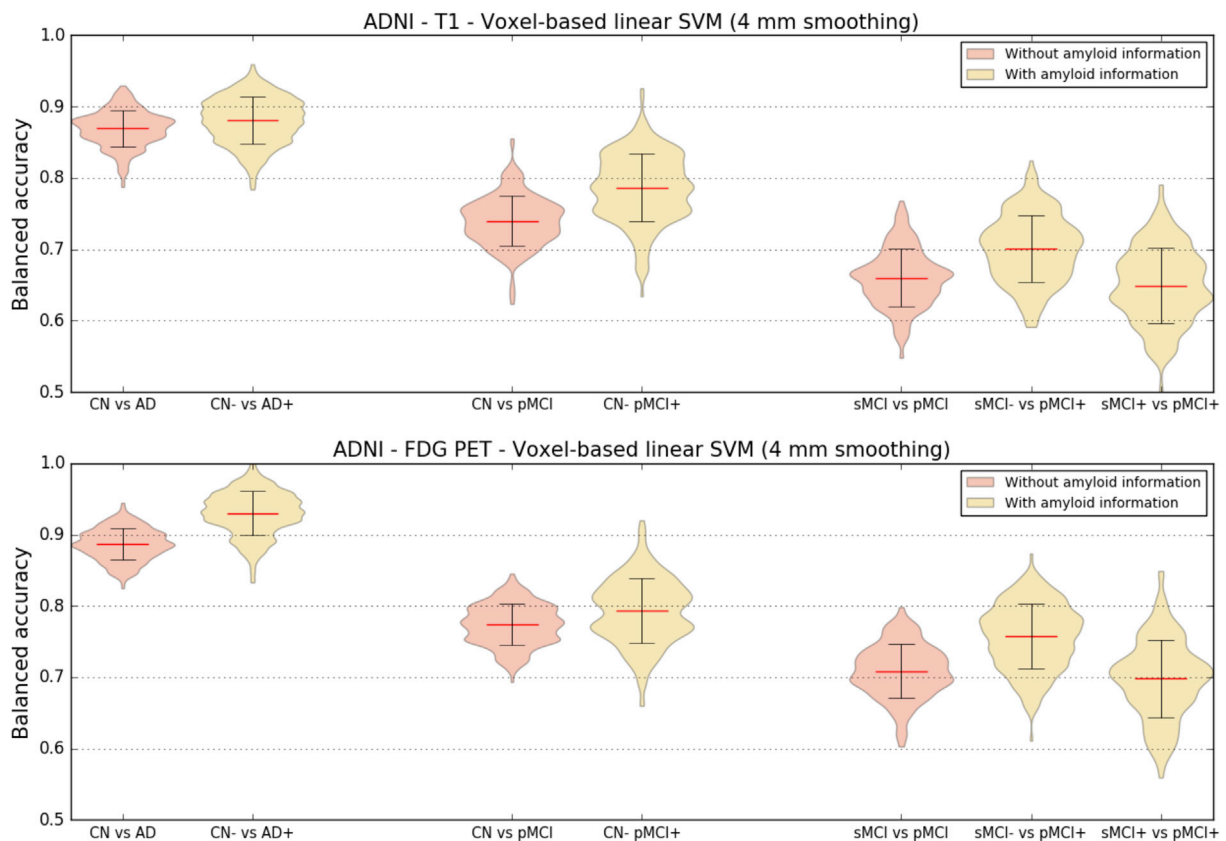 ADNI - T1 - Voxel-based linear SVM (4 mm smoothing)
1.0
Without amyloid information
With amyloid information
0.9
0.8
Balanced accuracy
0.7
0.6
0.5
CN vs AD CN- vs AD+ CN vs pMCI CN- pMCI+ sMCI vs pMCI sMCI- vs pMCI+ sMCI+ vs pMCI+
ADNI - FDG PET - Voxel-based linear SVM (4 mm smoothing)
1.0
Without amyloid information
With amyloid information
0.9
0.8
Balanced accuracy
0.7
0.6
0.5
CN vs AD CN- vs AD+ CN vs pMCI CN- pMCI+ sMCI vs pMCI sMCI- vs pMCI+ sMCI+ vs pMCI+